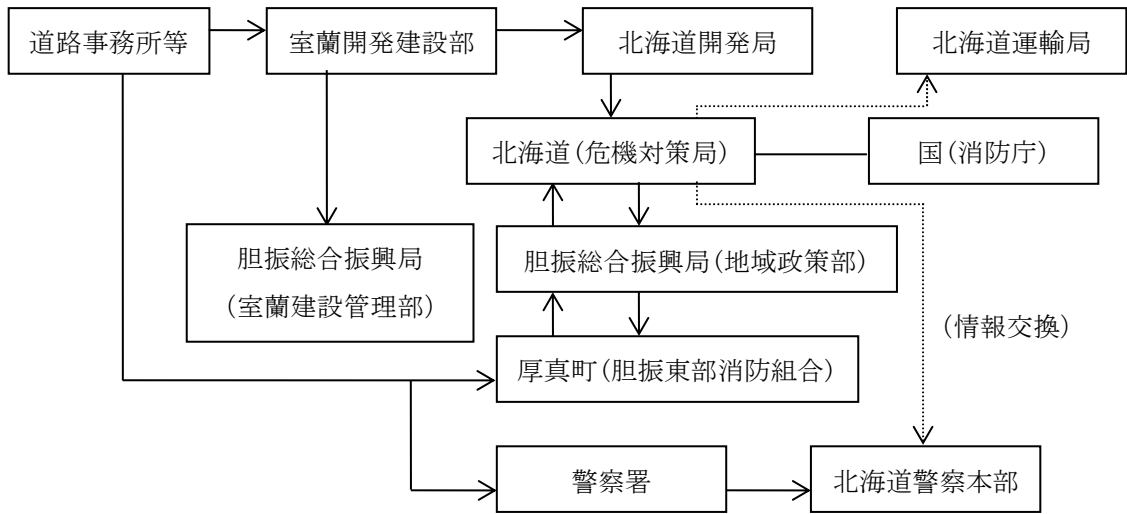 道路事務所等
室蘭開発建設部
北海道開発局
北海道運輸局
北海道(危機対策局)
国(消防庁)
胆振総合振興局
(室蘭建設管理部)
胆振総合振興局(地域政策部)
(情報交換)
厚真町(胆振東部消防組合)
警察署
北海道警察本部